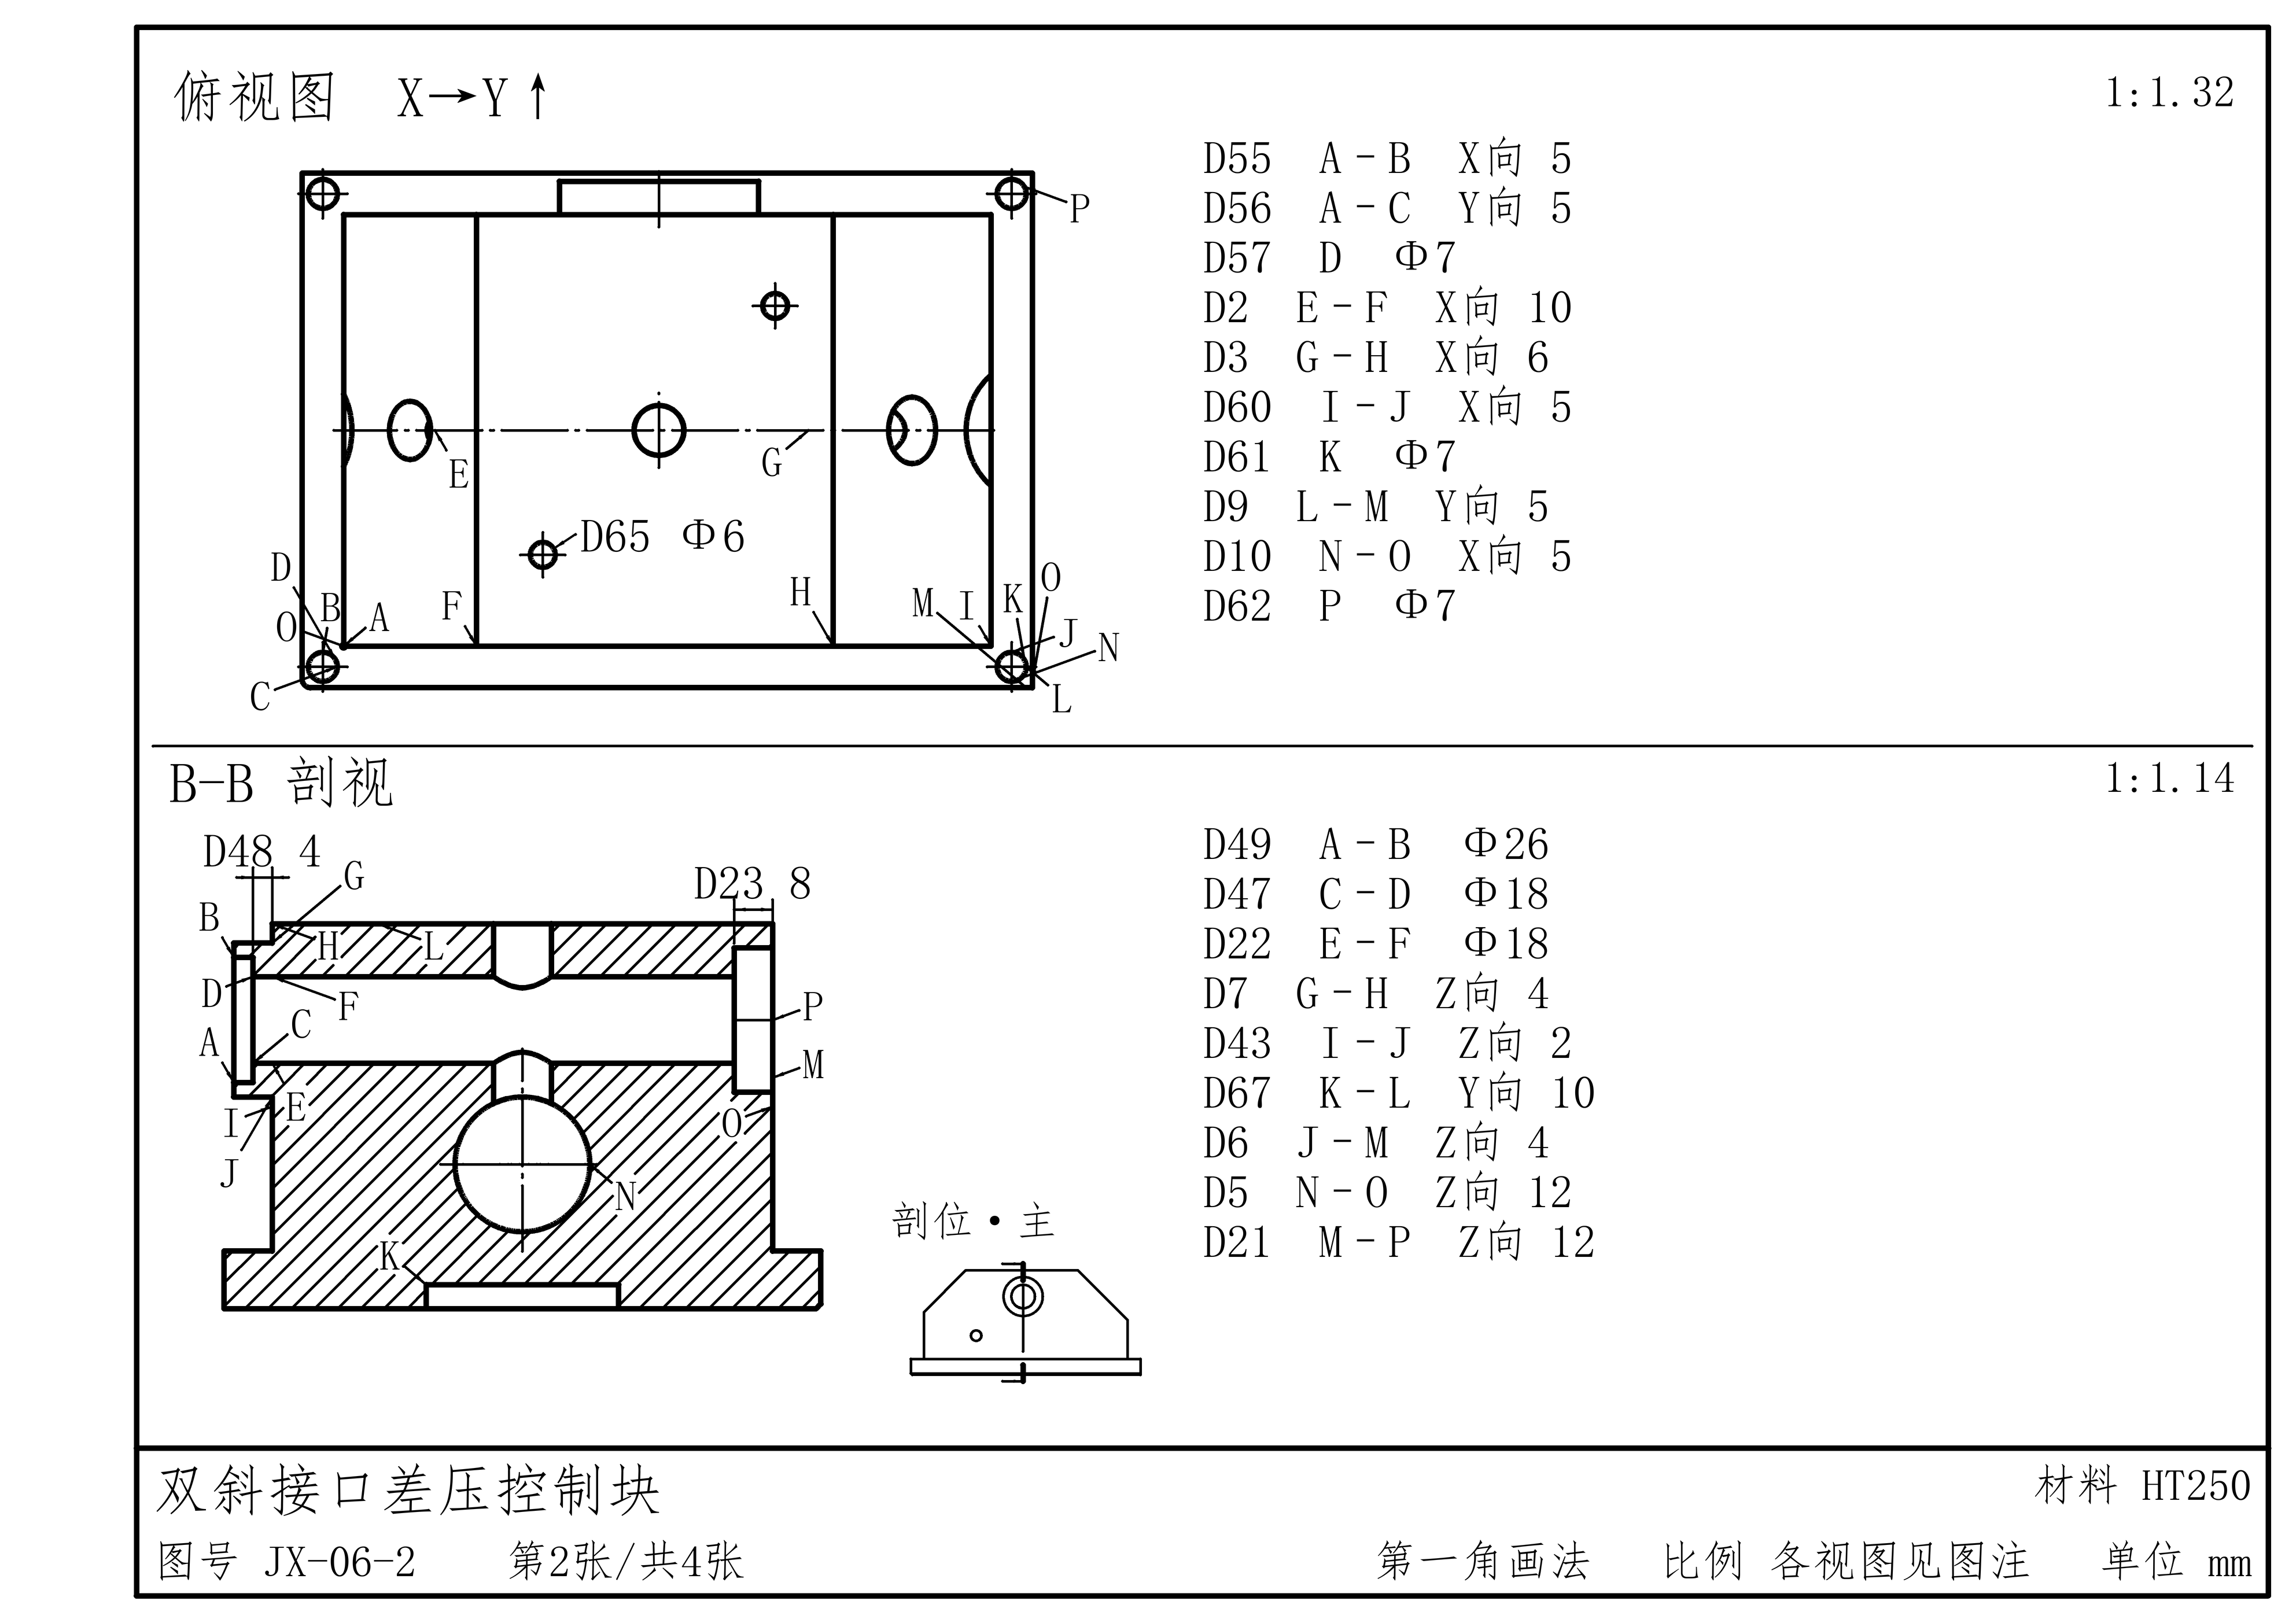 俯视图 X→Y↑
1:1.32
D55 A-B X向 5
D56 A-C Y向 5
D57 D Φ7
D2 E-F X向 10
D3 G-H X向 6
D60 I-J X向 5
D61 K Φ7
D9 L-M Y向 5
D10 N-O X向 5
D62 P Φ7
P
E
G
D65 Φ6
D
B
O
A
F
H
M
I
K
O
J
N
C
L
B-B 剖视
1:1.14
D48 4
G
D23 8
B
H
L
D
F
C
P
A
M
I
E
O
J
N
K
剖位·主
D49 A-B Φ26
D47 C-D Φ18
D22 E-F Φ18
D7 G-H Z向 4
D43 I-J Z向 2
D67 K-L Y向 10
D6 J-M Z向 4
D5 N-O Z向 12
D21 M-P Z向 12
双斜接口差压控制块
材料 HT250
图号 JX-06-2 第2张/共4张
第一角画法 比例 各视图见图注 单位 mm